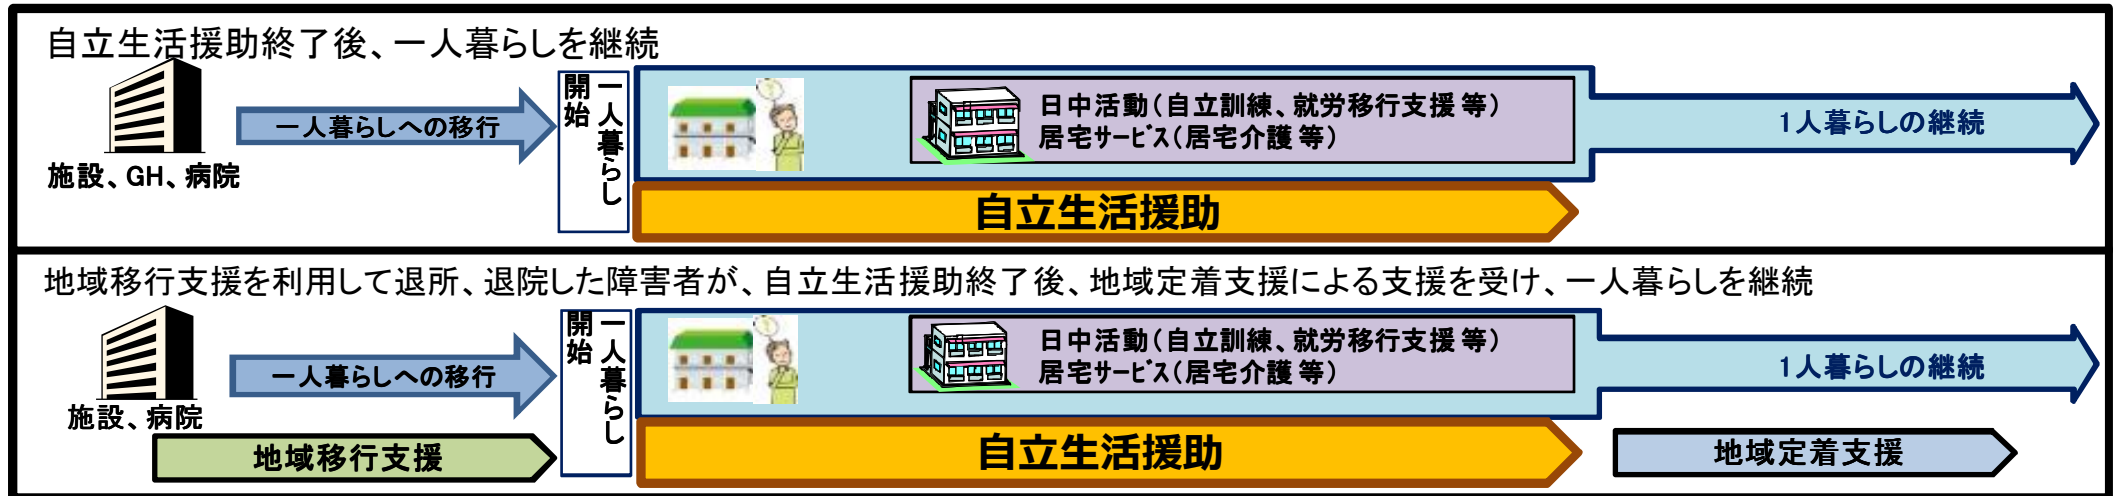 自立生活援助終了後、一人暮らしを継続
施設、GH、病院
一人暮らしへの移行
一人暮らし
開始
日中活動(自立訓練、就労移行支援 等)
居宅サービス(居宅介護 等)
1人暮らしの継続
自立生活援助
地域移行支援を利用して退所、退院した障害者が、自立生活援助終了後、地域定着支援による支援を受け、一人暮らしを継続
施設、病院
一人暮らしへの移行
地域移行支援
一人暮らし
開始
日中活動(自立訓練、就労移行支援 等)
居宅サービス(居宅介護 等)
1人暮らしの継続
自立生活援助
地域定着支援